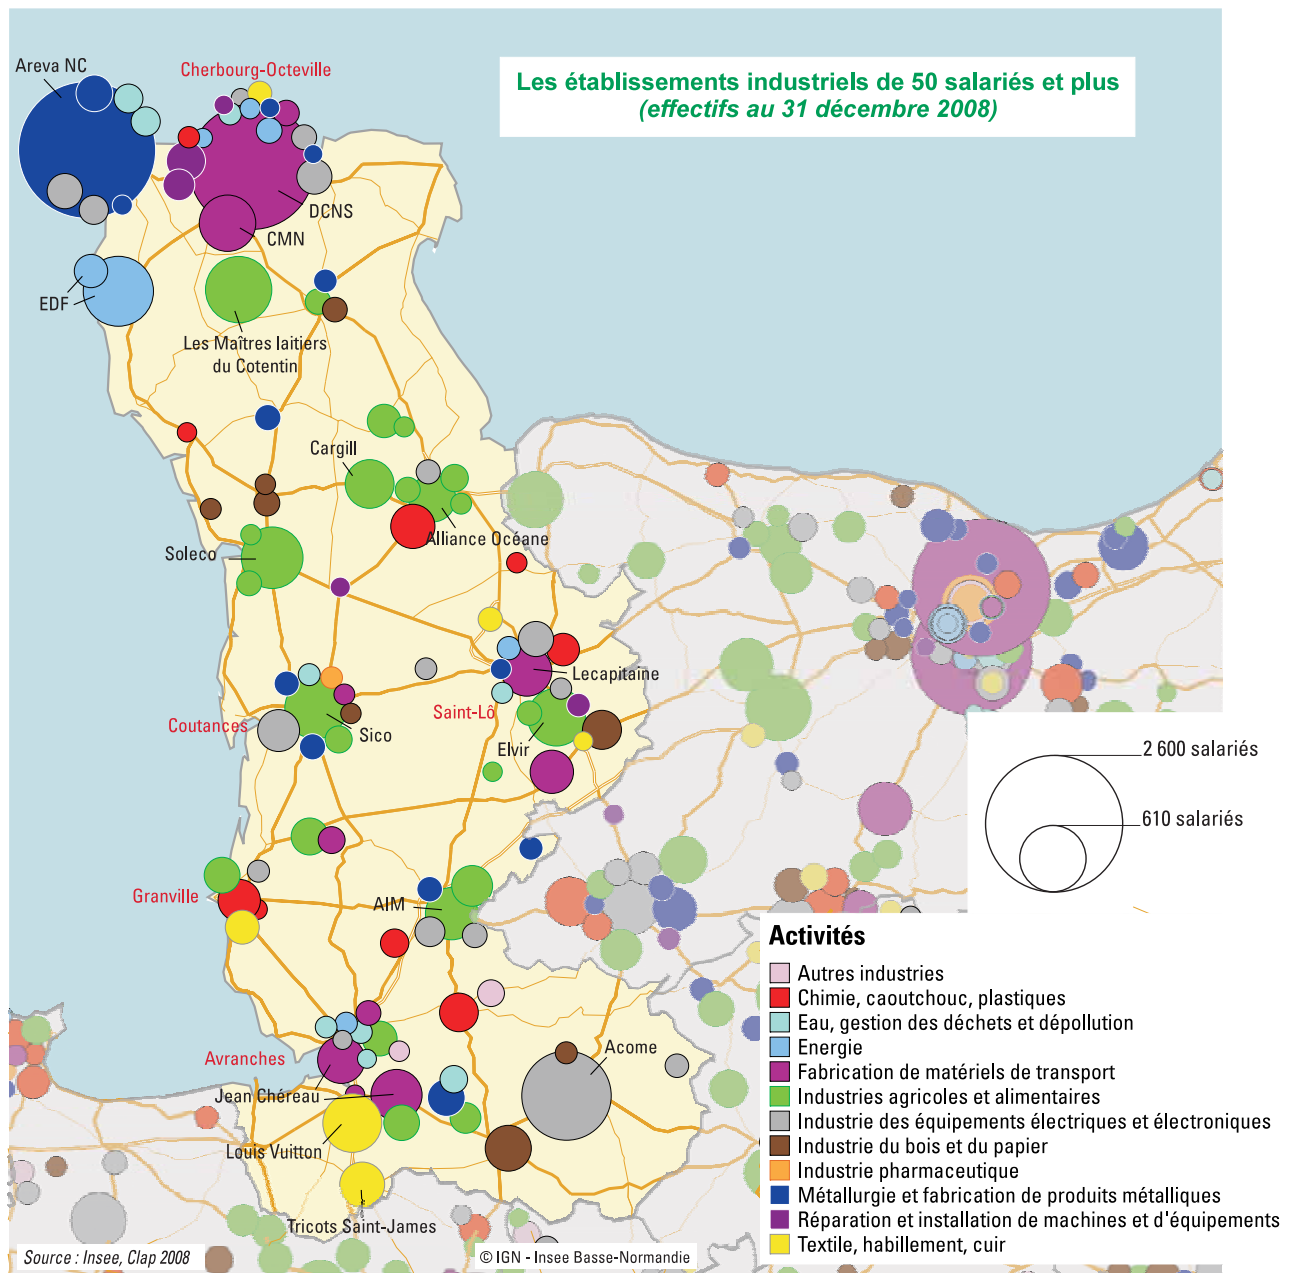 Areva NC
Cherbourg-Octeville
Les établissements industriels de 50 salariés et plus
(effectifs au 31 décembre 2008)
DCNS
CMN
EDF
Les Maîtres laitiers
du Cotentin
Cargill
Alliance Océane
Soleco
Lecapitaine
Saint-Lô
Coutances
Sico
Elvir
2 600 salariés
610 salariés
Granville
AIM
Avranches
Acome
Jean Chéreau
Louis Vuitton
Tricots Saint-James
Activités
Autres industries
Chimie, caoutchouc, plastiques
Eau, gestion des déchets et dépollution
Energie
Fabrication de matériels de transport
Industries agricoles et alimentaires
Industrie des équipements électriques et électroniques
Industrie du bois et du papier
Industrie pharmaceutique
Métallurgie et fabrication de produits métalliques
Réparation et installation de machines et d'équipements
Textile, habillement, cuir
Source : Insee, Clap 2008
© IGN - Insee Basse-Normandie